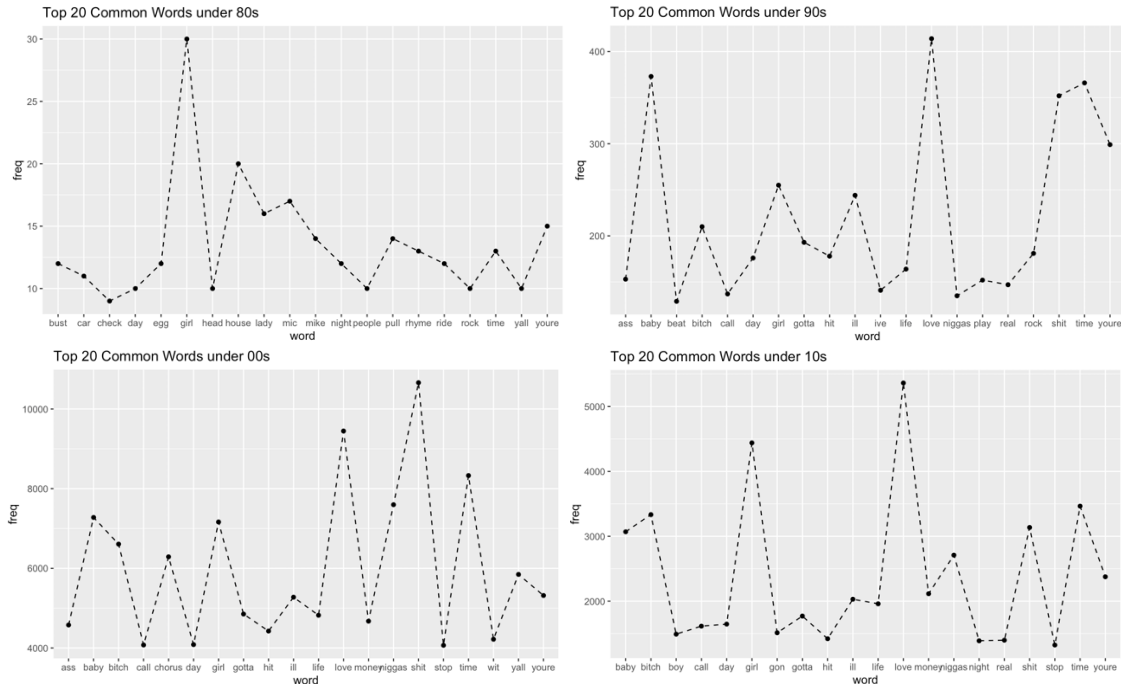 Top 20 Common Words under 80s
30
25
20
15
10
freq
bust car check day egg girl head house lady mic mike night people pull rhyme ride rock time yall youre
word
Top 20 Common Words under 90s
400
300
200
freq
ass baby beat bitch call day girl gotta hit ill ive life love niggas play real rock shit time youre
word
Top 20 Common Words under 00s
10000
8000
6000
4000
freq
ass baby bitch call chorus day girl gotta hit ill life love money niggas shit stop time wit yall youre
word
Top 20 Common Words under 10s
5000
4000
3000
2000
freq
baby bitch boy call day girl gon gotta hit ill life love money niggas night real shit stop time youre
word